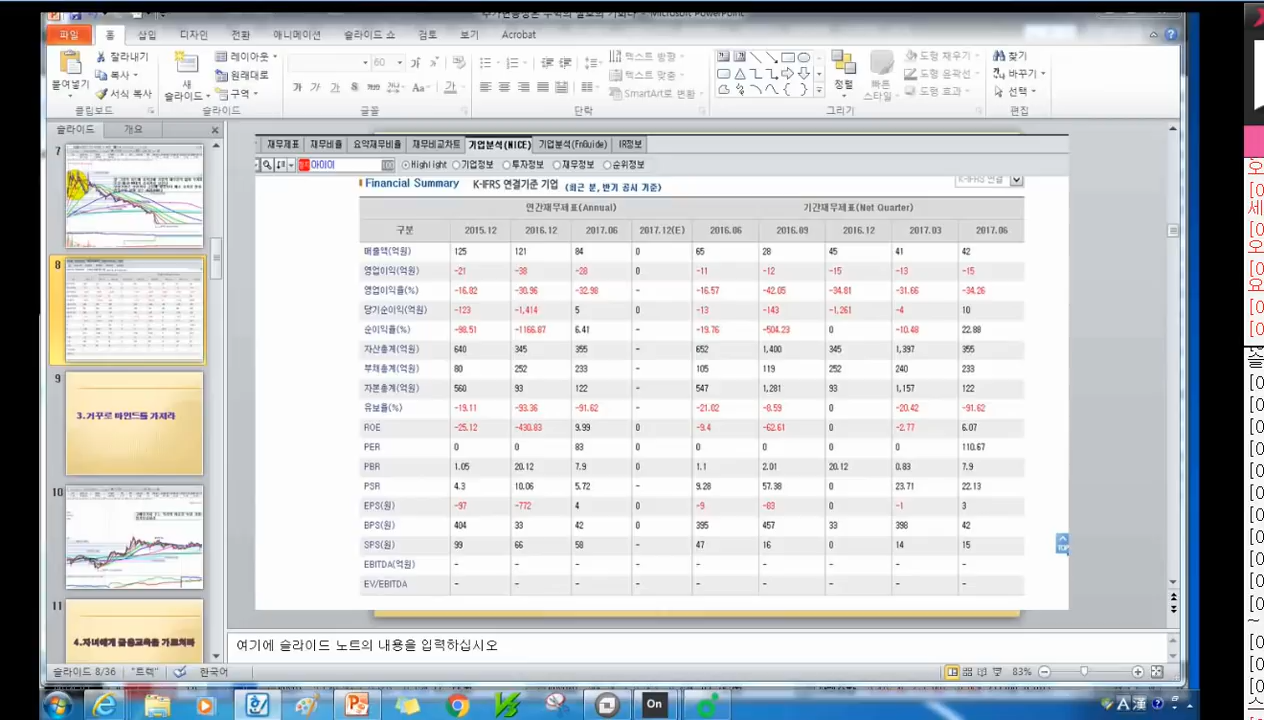 파일 홈 삽입 디자인 전환 애니메이션 슬라이드 쇼 검토 보기 Acrobat
붙여넣기 잘라내기 복사 서식 복사
클립보드
새 슬라이드 레이아웃 원래대로 구역
슬라이드
60
글꼴
텍스트 방향 텍스트 맞춤 SmartArt로 변환
단락
정렬 빠른 스타일 도형 채우기 도형 윤곽선 도형 효과
그리기
찾기 바꾸기 선택
편집
슬라이드 개요
7
8
9
3.거꾸로 마인드를 가져라
10
11
4.자녀에게 금융교육을 가르쳐라
재무제표 재무비율 요약재무비율 재무비교차트 기업분석(NICE) 기업분석(FnGuide) IR정보
아이이 Highlight 기업정보 투자정보 재무정보 순위정보
Financial Summary K-IFRS 연결기준 기업 (최근 분, 반기 공시 기준) K-IFRS 연결
연간재무제표(Annual) 기간재무제표(Net Quarter)
구분 2015.12 2016.12 2017.06 2017.12(E) 2016.06 2016.09 2016.12 2017.03 2017.06
매출액(억원) 125 121 84 0 65 28 45 41 42
영업이익(억원) -21 -38 -28 0 -11 -12 -15 -13 -15
영업이익률(%) -16.82 -30.96 -32.98 - -16.57 -42.05 -34.81 -31.66 -34.26
당기순이익(억원) -123 -1,414 5 0 -13 -143 -1,261 -4 10
순이익률(%) -98.51 -1166.87 6.41 - -19.76 -504.23 0 -10.48 22.88
자산총계(억원) 640 345 355 - 652 1,400 345 1,397 355
부채총계(억원) 80 252 233 - 105 119 252 240 233
자본총계(억원) 560 93 122 - 547 1,281 93 1,157 122
유보율(%) -19.11 -93.36 -91.62 - -21.02 -8.59 0 -20.42 -91.62
ROE -25.12 -430.83 9.99 0 -9.4 -62.61 0 -2.77 6.07
PER 0 0 83 0 0 0 0 0 110.67
PBR 1.05 20.12 7.9 0 1.1 2.01 20.12 0.83 7.9
PSR 4.3 10.06 5.72 - 9.28 57.38 0 23.71 22.13
EPS(원) -97 -772 4 0 -9 -83 0 -1 3
BPS(원) 404 33 42 0 395 457 33 398 42
SPS(원) 99 66 58 - 47 16 0 14 15
EBITDA(억원) - - - - - - - - -
EV/EBITDA - - - - - - - - -
TOP
여기에 슬라이드 노트의 내용을 입력하십시오
슬라이드 8/36 "트렉" 한국어 83%
On
A 漢